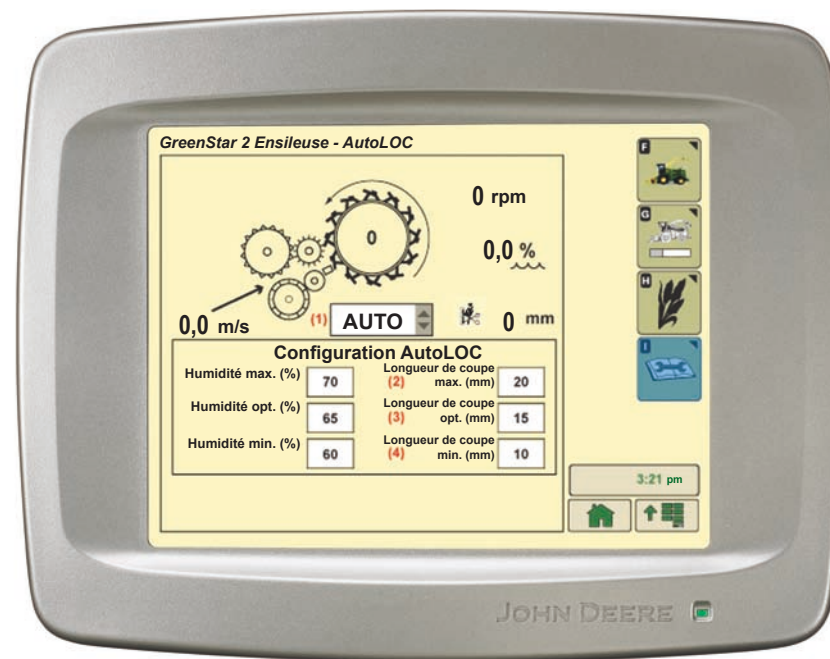 GreenStar 2 Ensileuse - AutoLOC
F
0 rpm
G
0
0,0 %
H
0,0 m/s
(1) AUTO
0 mm
Configuration AutoLOC
I
Humidité max. (%) 70
(2) Longueur de coupe max. (mm) 20
Humidité opt. (%) 65
(3) Longueur de coupe opt. (mm) 15
Humidité min. (%) 60
(4) Longueur de coupe min. (mm) 10
3:21 pm
JOHN DEERE